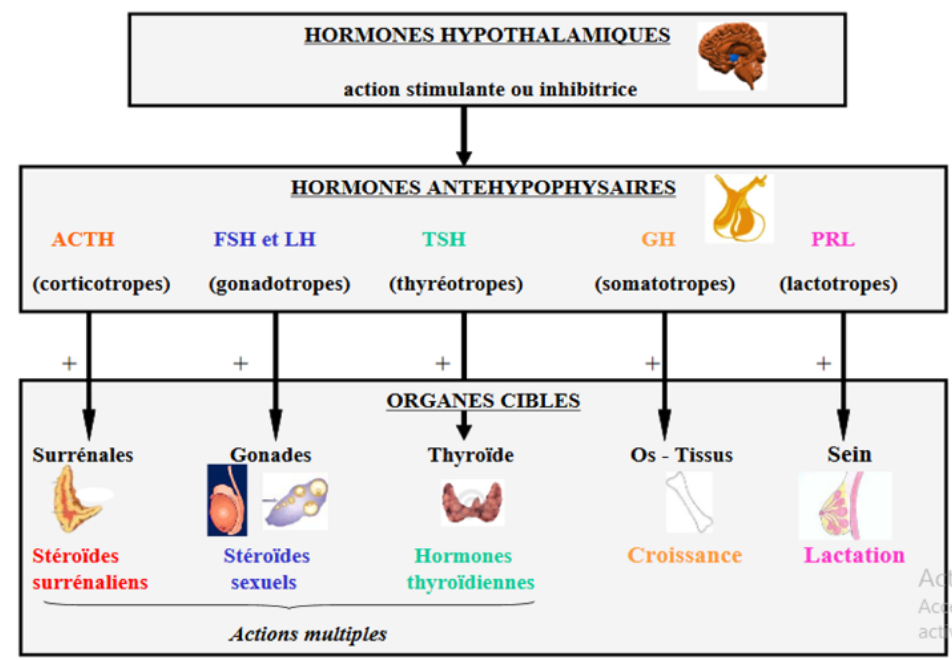 HORMONES HYPOTHALAMIQUES
action stimulante ou inhibitrice
HORMONES ANTEHYPOPHYSAIRES
ACTH FSH et LH TSH GH PRL
(corticotropes) (gonadotropes) (thyréotropes) (somatotropes) (lactotropes)
+ + + + +
ORGANES CIBLES
Surrénales Gonades Thyroïde Os - Tissus Sein
Stéroïdes Stéroïdes Hormones Croissance Lactation
surrénaliens sexuels thyroïdiennes
Actions multiples